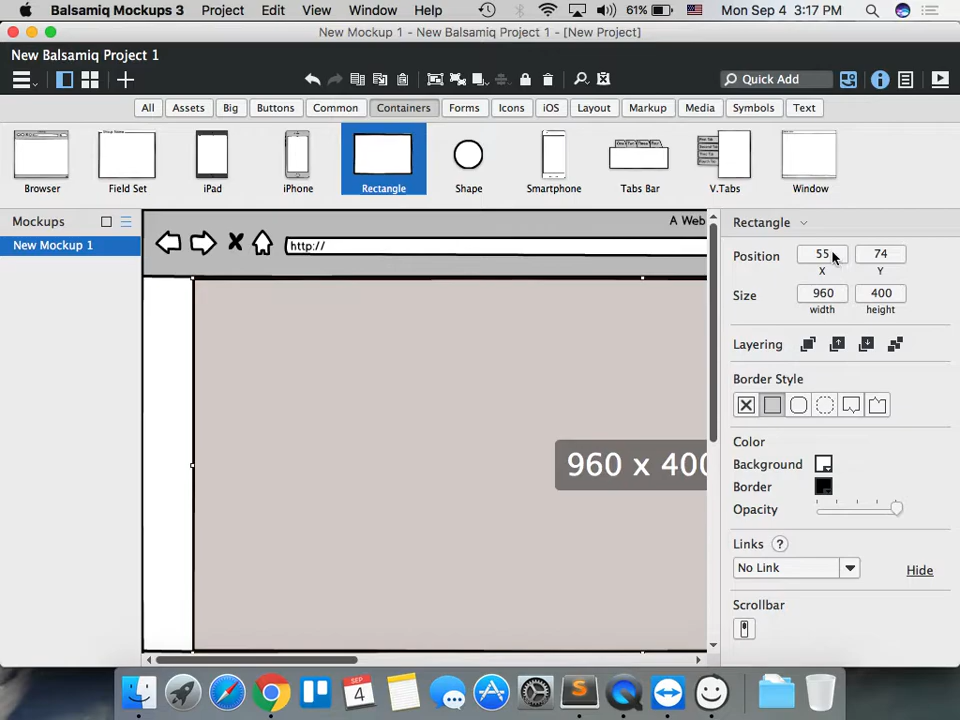 Balsamiq Mockups 3 Project Edit View Window Help 61% Mon Sep 4 3:17 PM
New Mockup 1 - New Balsamiq Project 1 - [New Project]
New Balsamiq Project 1
Quick Add
All Assets Big Buttons Common Containers Forms Icons iOS Layout Markup Media Symbols Text
Browser Field Set iPad iPhone Rectangle Shape Smartphone Tabs Bar V.Tabs Window
Mockups
New Mockup 1
A Web
http://
960 x 400
Rectangle
Position 55 74
X Y
Size 960 400
width height
Layering
Border Style
Color
Background
Border
Opacity
Links ?
No Link Hide
Scrollbar
SEP
4